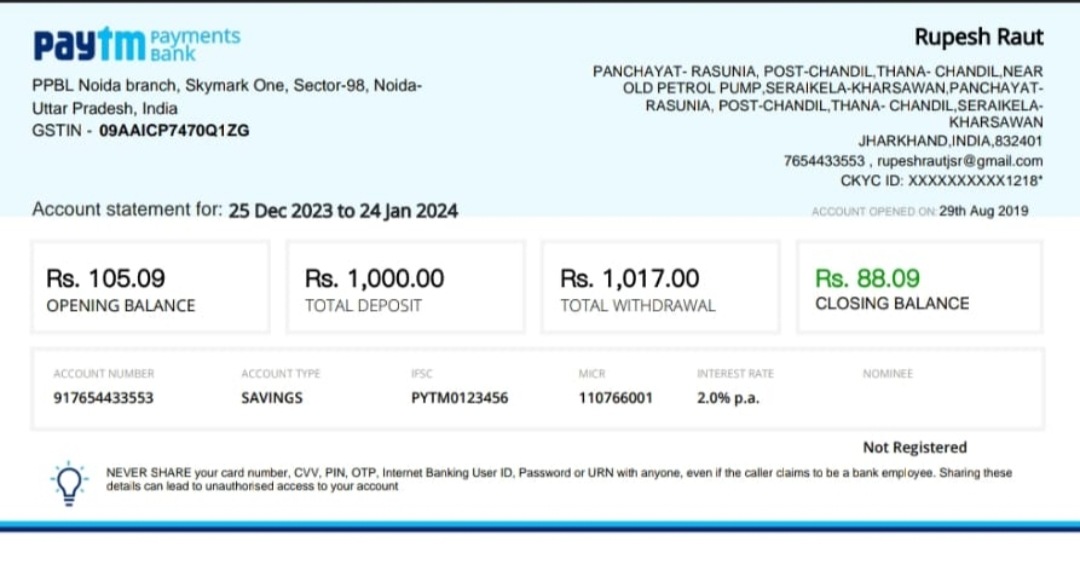 paytm Payments Bank
PPBL Noida branch, Skymark One, Sector-98, Noida-
Uttar Pradesh, India
GSTIN - 09AAICP7470Q1ZG
Rupesh Raut
PANCHAYAT- RASUNIA, POST-CHANDIL,THANA- CHANDIL,NEAR
OLD PETROL PUMP,SERAIKELA-KHARSAWAN,PANCHAYAT-
RASUNIA, POST-CHANDIL,THANA- CHANDIL,SERAIKELA-
KHARSAWAN
JHARKHAND,INDIA,832401
7654433553 , rupeshrautjsr@gmail.com
CKYC ID: XXXXXXXXXX1218*
Account statement for: 25 Dec 2023 to 24 Jan 2024
ACCOUNT OPENED ON: 29th Aug 2019
Rs. 105.09
OPENING BALANCE
Rs. 1,000.00
TOTAL DEPOSIT
Rs. 1,017.00
TOTAL WITHDRAWAL
Rs. 88.09
CLOSING BALANCE
ACCOUNT NUMBER ACCOUNT TYPE IFSC MICR INTEREST RATE NOMINEE
917654433553 SAVINGS PYTM0123456 110766001 2.0% p.a.
Not Registered
NEVER SHARE your card number, CVV, PIN, OTP, Internet Banking User ID, Password or URN with anyone, even if the caller claims to be a bank employee. Sharing these
details can lead to unauthorised access to your account